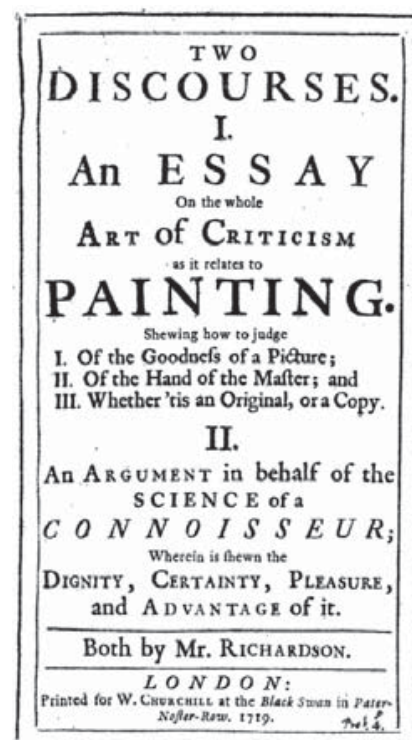 TWO
DISCOURSES.
I.
An ESSAY
On the whole
ART of CRITICISM
as it relates to
PAINTING.
Shewing how to judge
I. Of the Goodneſs of a Picture;
II. Of the Hand of the Maſter; and
III. Whether 'tis an Original, or a Copy.
II.
An ARGUMENT in behalf of the
SCIENCE of a
CONNOISSEUR;
Wherein is ſhewn the
DIGNITY, CERTAINTY, PLEASURE,
and ADVANTAGE of it.
Both by Mr. RICHARDSON.
LONDON:
Printed for W. CHURCHILL at the Black Swan in Pater-
Noſter-Row. 1719.